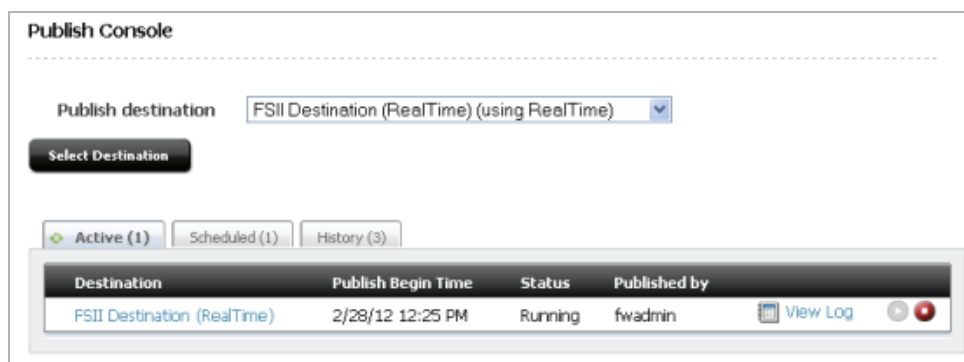 Publish Console
Publish destination FSII Destination (RealTime) (using RealTime)
Select Destination
Active (1) Scheduled (1) History (3)
Destination Publish Begin Time Status Published by
FSII Destination (RealTime) 2/28/12 12:25 PM Running fwadmin View Log